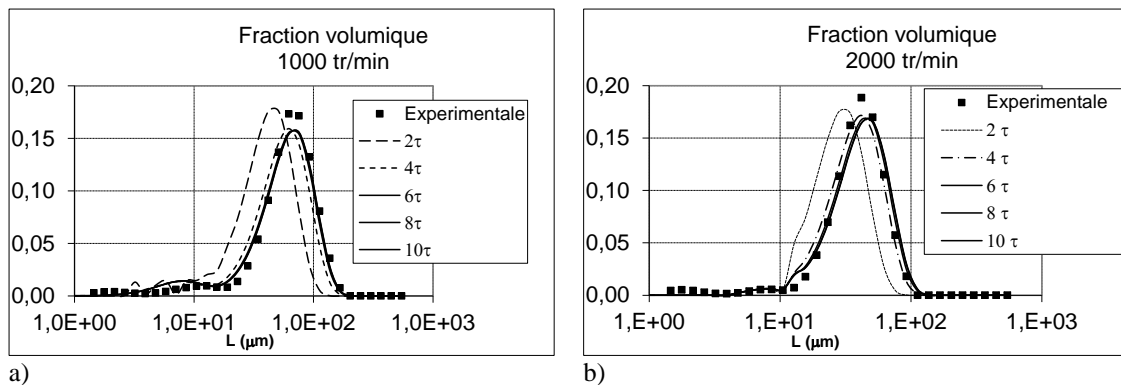 Fraction volumique
1000 tr/min
0,20
0,15
0,10
0,05
0,00
1,0E+00
1,0E+01
1,0E+02
1,0E+03
L (μm)
Experimentale
2τ
4τ
6τ
8τ
10τ
a)
Fraction volumique
2000 tr/min
0,20
0,15
0,10
0,05
0,00
1,E+00
1,E+01
1,E+02
1,E+03
L (μm)
Experimentale
2 τ
4 τ
6 τ
8 τ
10 τ
b)